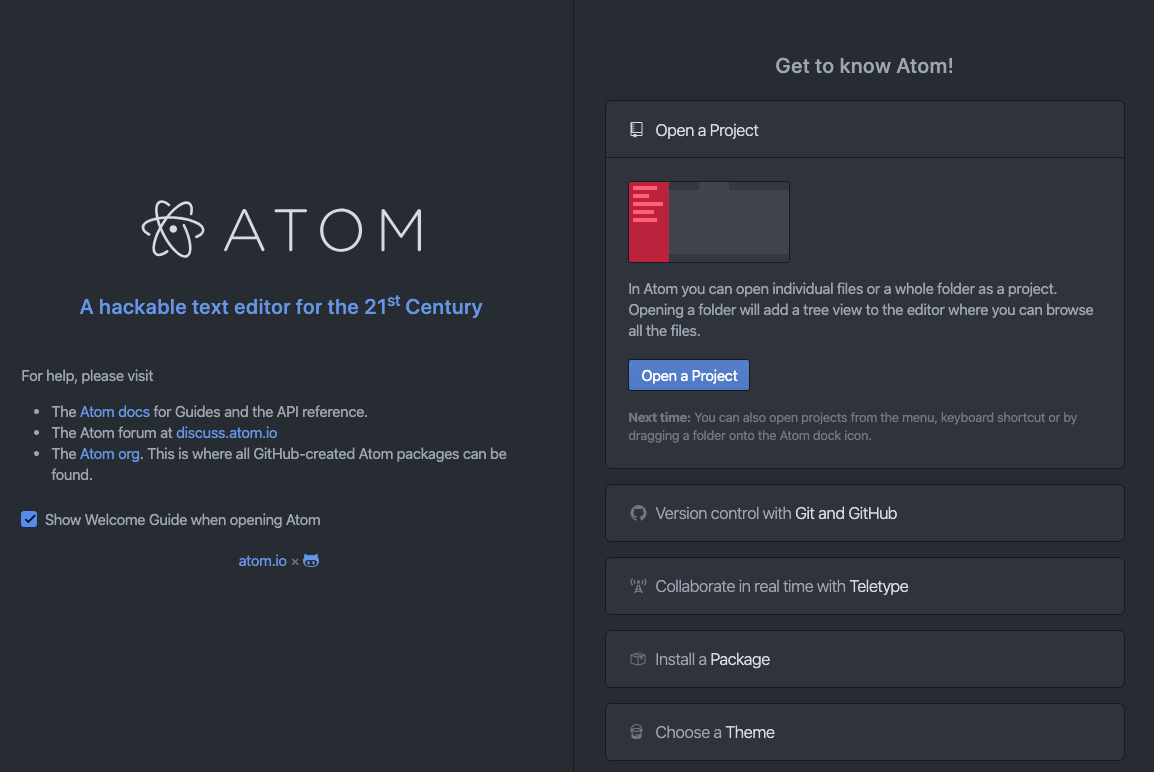 ATOM
A hackable text editor for the 21st Century
For help, please visit
• The Atom docs for Guides and the API reference.
• The Atom forum at discuss.atom.io
• The Atom org. This is where all GitHub-created Atom packages can be
found.
Show Welcome Guide when opening Atom
atom.io ×
Get to know Atom!
Open a Project
In Atom you can open individual files or a whole folder as a project.
Opening a folder will add a tree view to the editor where you can browse
all the files.
Open a Project
Next time: You can also open projects from the menu, keyboard shortcut or by
dragging a folder onto the Atom dock icon.
Version control with Git and GitHub
Collaborate in real time with Teletype
Install a Package
Choose a Theme